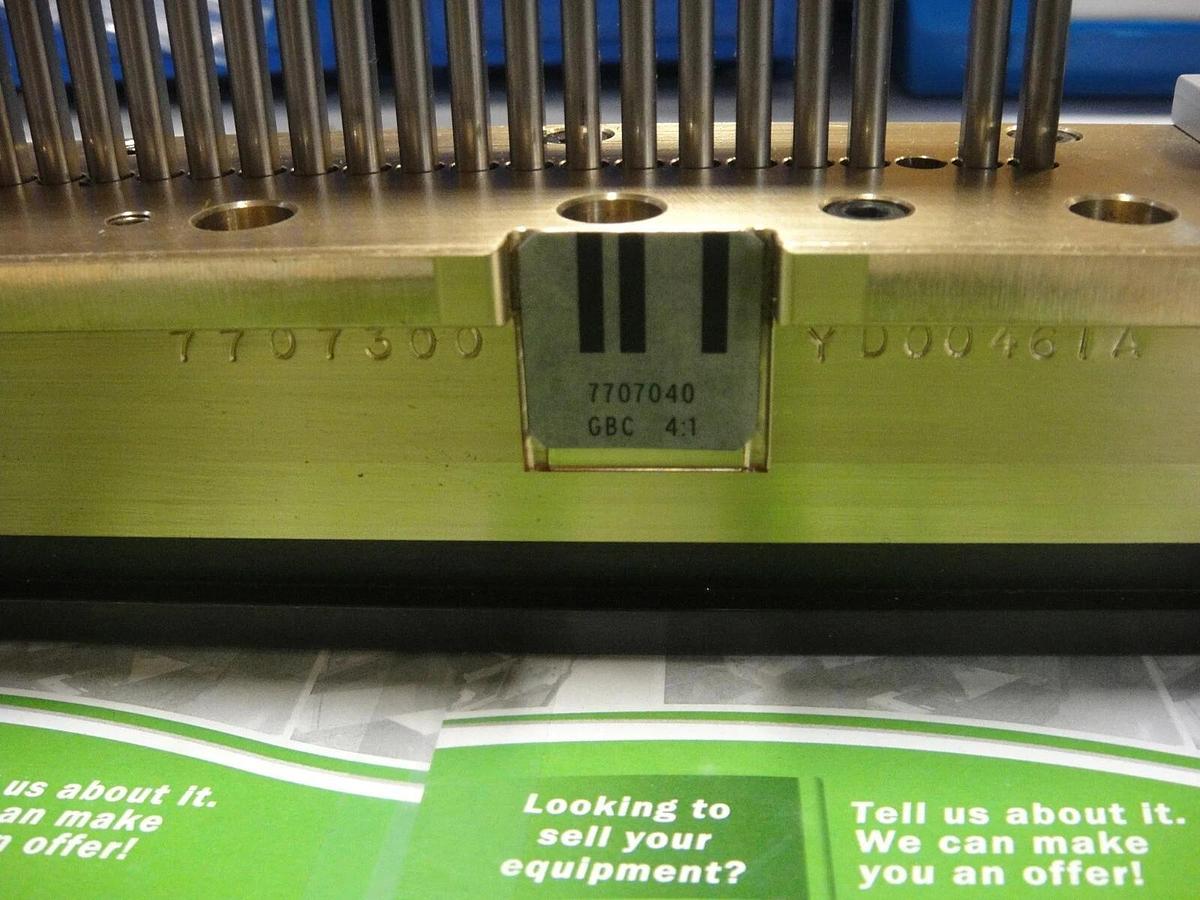 7707300
YD00461A
7707040
GBC 4:1
us about it.
an make
n offer!
Looking to
sell your
equipment?
Tell us about it.
We can make
you an offer!